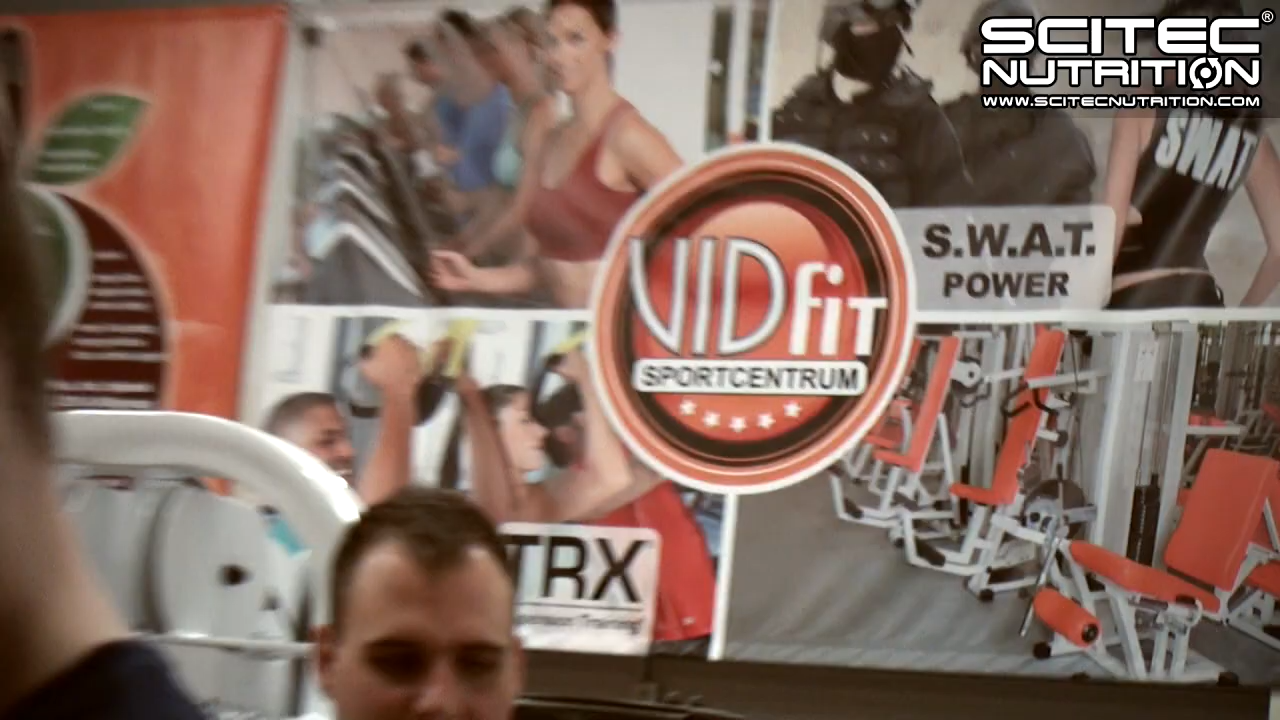 SCITEC®
NUTRITION
WWW.SCITECNUTRITION.COM
SWAT
S.W.A.T.
POWER
VIDfiT
SPORTCENTRUM
TRX